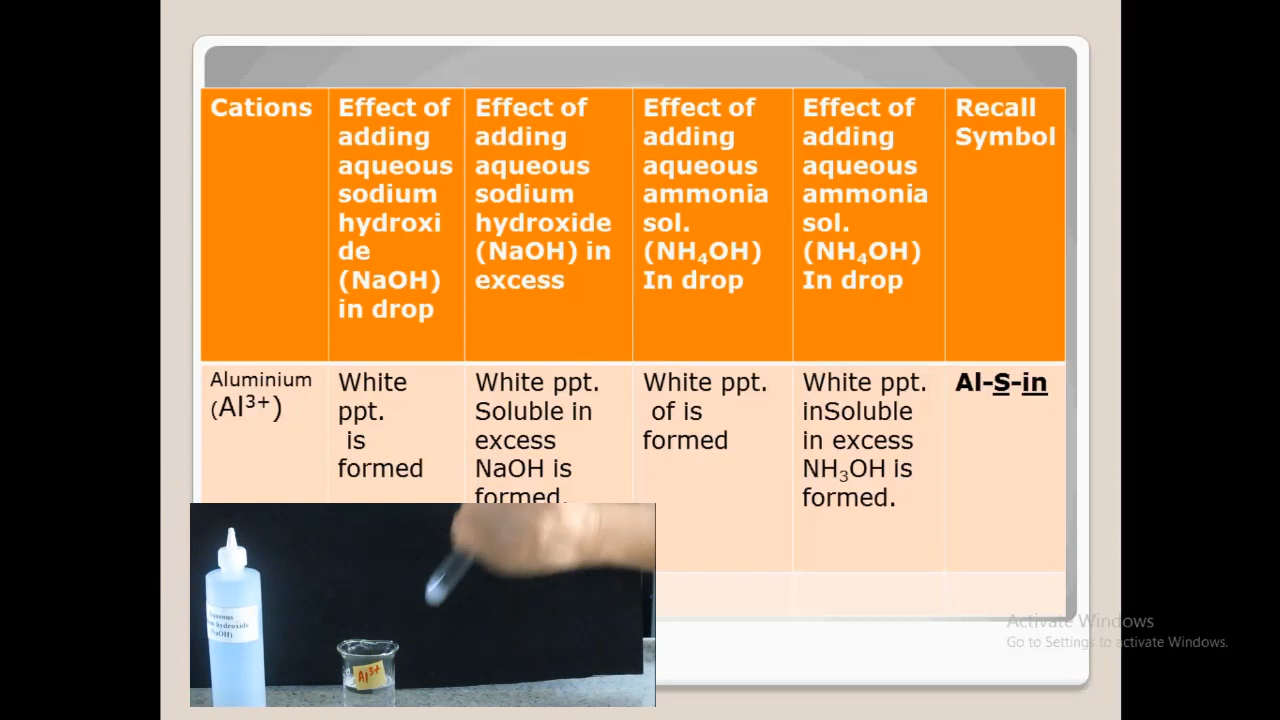 Cations
Effect of
adding
aqueous
sodium
hydroxi
de
(NaOH)
in drop
Effect of
adding
aqueous
sodium
hydroxide
(NaOH) in
excess
Effect of
adding
aqueous
ammonia
sol.
(NH₄OH)
In drop
Effect of
adding
aqueous
ammonia
sol.
(NH₄OH)
In drop
Recall
Symbol
Aluminium
(Al³⁺)
White
ppt.
is
formed
White ppt.
Soluble in
excess
NaOH is
formed.
White ppt.
of is
formed
White ppt.
inSoluble
in excess
NH₃OH is
formed.
Al-S-in
hydroxide
(NaOH)
Al³⁺
Activate Windows
Go to Settings to activate Windows.